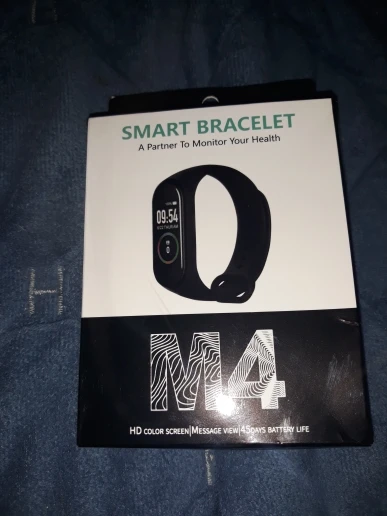 SMART BRACELET
A Partner To Monitor Your Health
09:54
M4
HD COLOR SCREEN|MESSAGE VIEW|45DAYS BATTERY LIFE